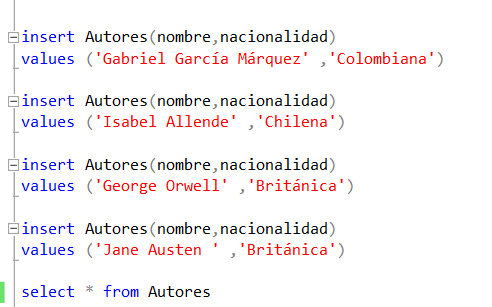 insert Autores(nombre,nacionalidad)
values ('Gabriel García Márquez' ,'Colombiana')
insert Autores(nombre,nacionalidad)
values ('Isabel Allende' ,'Chilena')
insert Autores(nombre,nacionalidad)
values ('George Orwell' ,'Británica')
insert Autores(nombre,nacionalidad)
values ('Jane Austen ' ,'Británica')
select * from Autores